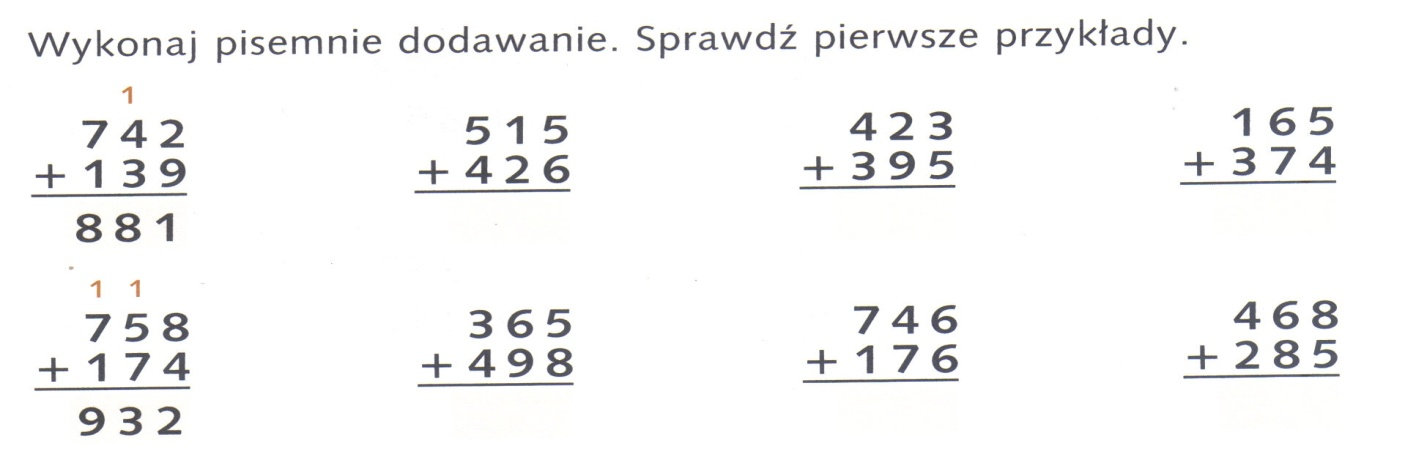 Wykonaj pisemnie dodawanie. Sprawdź pierwsze przykłady.
1
742 515 423 165
+ 139 + 426 + 395 + 374
881
1 1
758 365 746 468
+ 174 + 498 + 176 + 285
932